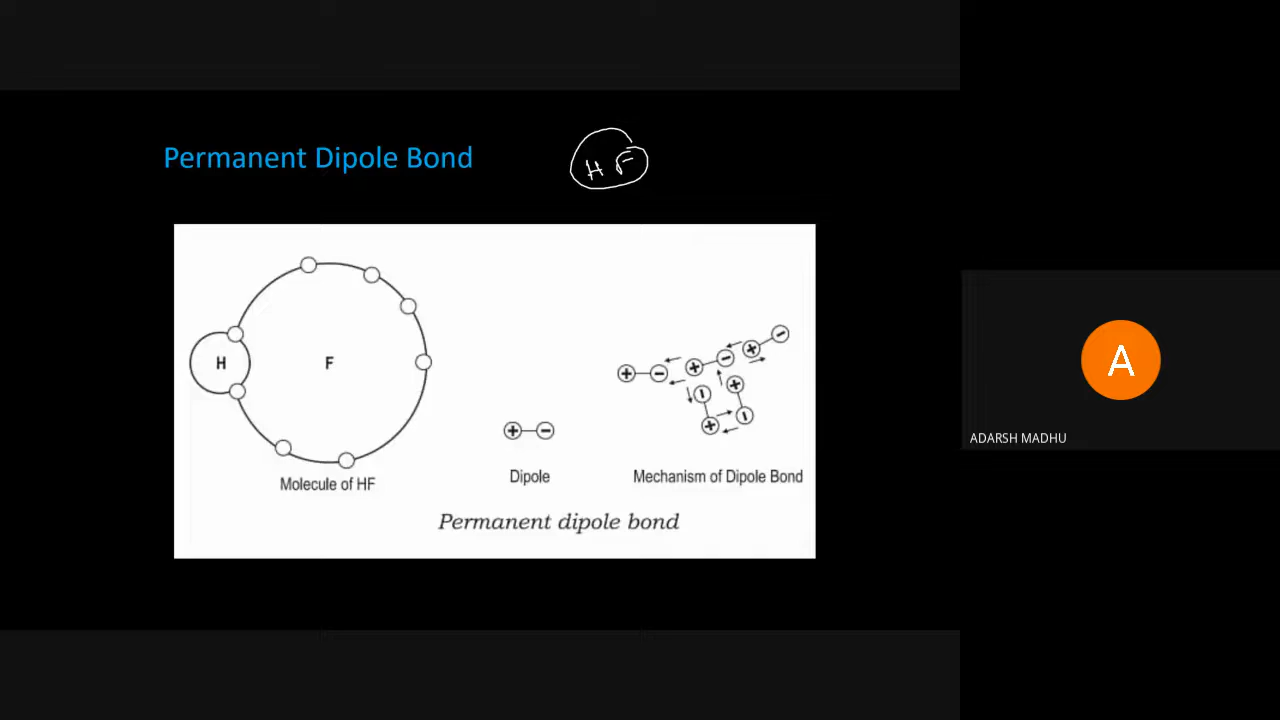 Permanent Dipole Bond
H F
H
F
+ −
+ −
+ −
+ −
− +
+ −
Molecule of HF
Dipole
Mechanism of Dipole Bond
Permanent dipole bond
A
ADARSH MADHU